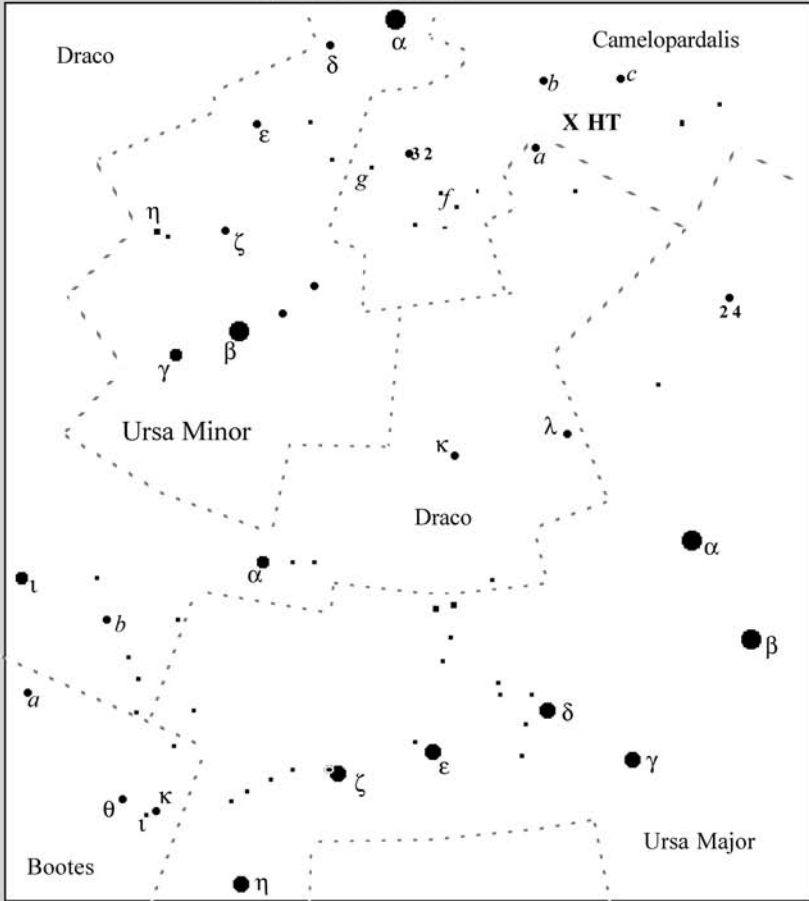 Draco
δ
α
Camelopardalis
b
c
X HT
ε
32
a
g
f
η
ζ
24
β
γ
Ursa Minor
λ
κ
Draco
α
α
ι
b
β
a
δ
ε
γ
ζ
θ
κ
ι
Ursa Major
Bootes
η